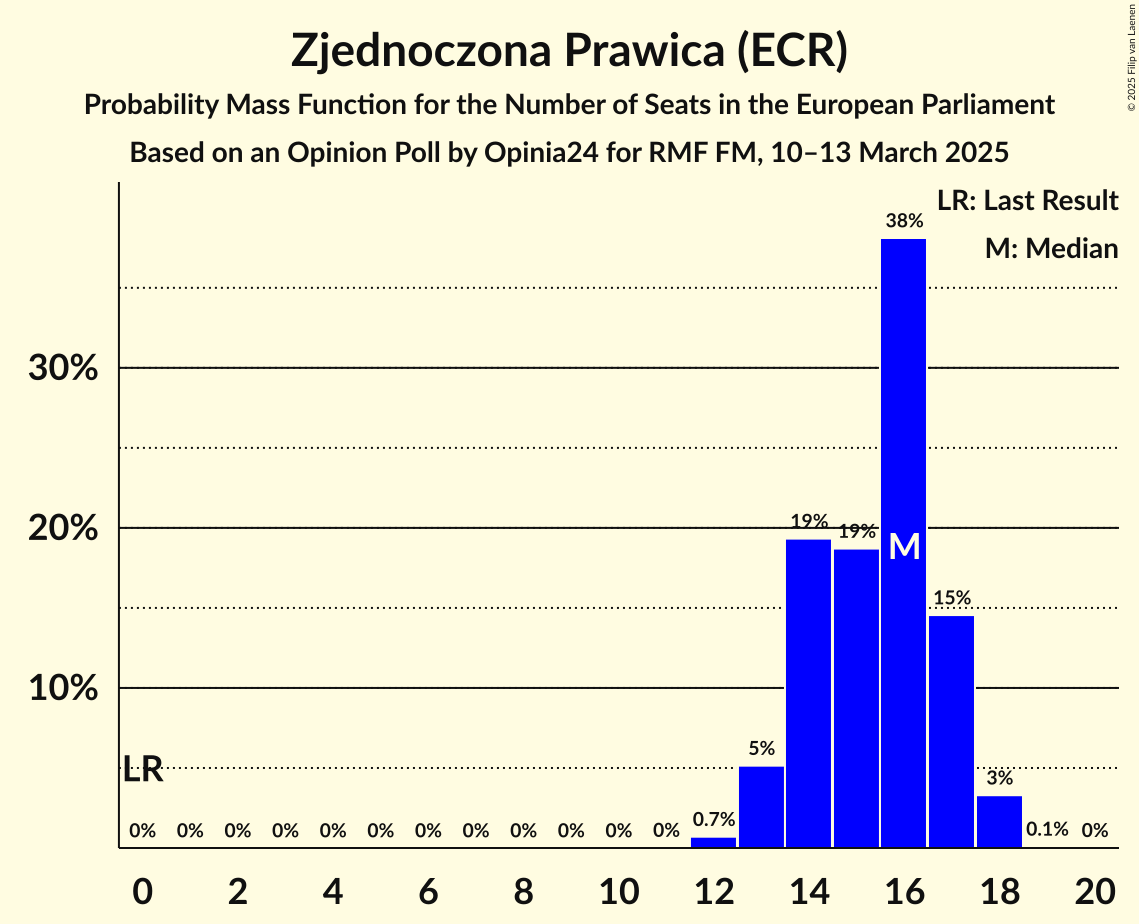 Zjednoczona Prawica (ECR)
Probability Mass Function for the Number of Seats in the European Parliament
Based on an Opinion Poll by Opinia24 for RMF FM, 10–13 March 2025
© 2025 Filip van Laenen
LR: Last Result
M: Median
38%
30%
20%
19%
19%
M
15%
10%
5%
LR
3%
0%
0%
0%
0%
0%
0%
0%
0%
0%
0%
0%
0%
0.7%
0.1%
0%
0 2 4 6 8 10 12 14 16 18 20